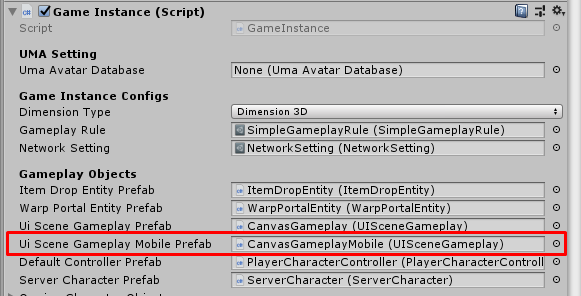 Game Instance (Script)
Script GameInstance
UMA Setting
Uma Avatar Database None (Uma Avatar Database)
Game Instance Configs
Dimension Type Dimension 3D
Gameplay Rule SimpleGameplayRule (SimpleGameplayRule)
Network Setting NetworkSetting (NetworkSetting)
Gameplay Objects
Item Drop Entity Prefab ItemDropEntity (ItemDropEntity)
Warp Portal Entity Prefab WarpPortalEntity (WarpPortalEntity)
Ui Scene Gameplay Prefab CanvasGameplay (UISceneGameplay)
Ui Scene Gameplay Mobile Prefab CanvasGameplayMobile (UISceneGameplay)
Default Controller Prefab PlayerCharacterController (PlayerCharacterControll
Server Character Prefab ServerCharacter (ServerCharacter)